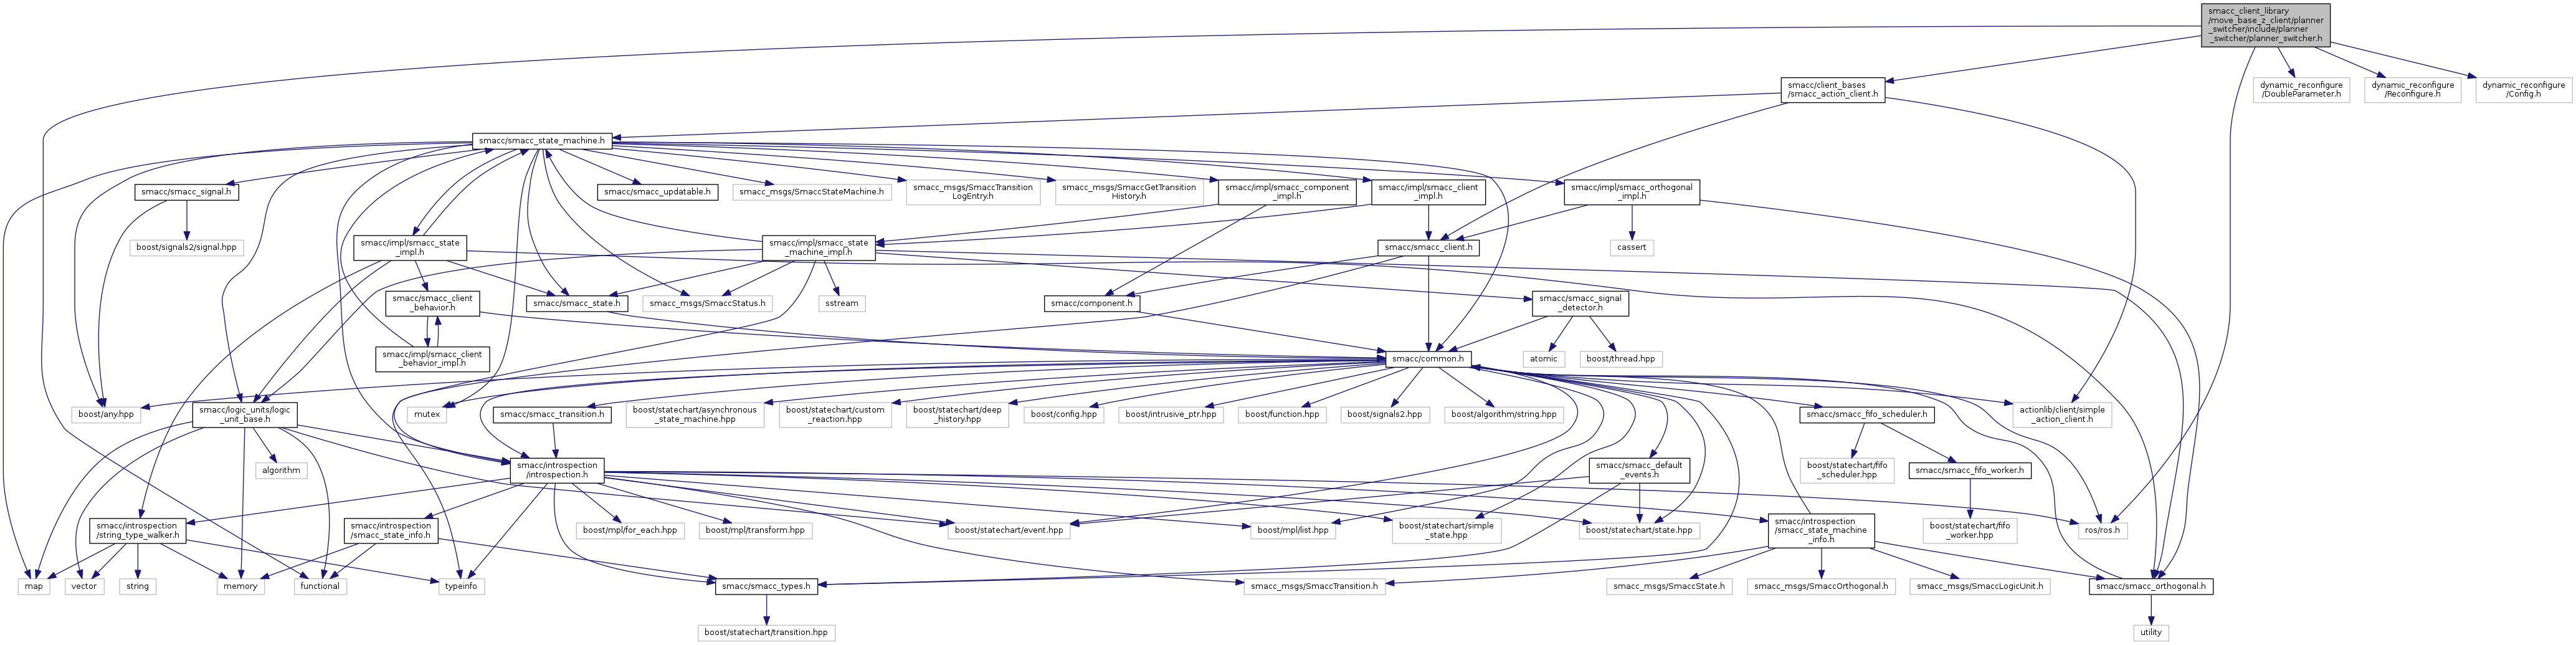 smacc_client_library
/move_base_z_client/planner
_switcher/include/planner
_switcher/planner_switcher.h
smacc/client_bases
/smacc_action_client.h
dynamic_reconfigure
/DoubleParameter.h
dynamic_reconfigure
/Reconfigure.h
dynamic_reconfigure
/Config.h
smacc/smacc_state_machine.h
smacc/smacc_signal.h
smacc/smacc_updatable.h
smacc_msgs/SmaccStateMachine.h
smacc_msgs/SmaccTransition
LogEntry.h
smacc_msgs/SmaccGetTransition
History.h
smacc/impl/smacc_component
_impl.h
smacc/impl/smacc_client
_impl.h
smacc/impl/smacc_orthogonal
_impl.h
boost/signals2/signal.hpp
smacc/impl/smacc_state
_impl.h
smacc/impl/smacc_state
_machine_impl.h
smacc/smacc_client.h
cassert
smacc/smacc_client
_behavior.h
smacc/smacc_state.h
smacc_msgs/SmaccStatus.h
sstream
smacc/component.h
smacc/smacc_signal
_detector.h
smacc/impl/smacc_client
_behavior_impl.h
smacc/common.h
atomic
boost/thread.hpp
boost/any.hpp
smacc/logic_units/logic
_unit_base.h
mutex
smacc/smacc_transition.h
boost/statechart/asynchronous
_state_machine.hpp
boost/statechart/custom
_reaction.hpp
boost/statechart/deep
_history.hpp
boost/config.hpp
boost/intrusive_ptr.hpp
boost/function.hpp
boost/signals2.hpp
boost/algorithm/string.hpp
smacc/smacc_fifo_scheduler.h
actionlib/client/simple
_action_client.h
algorithm
smacc/introspection
/introspection.h
smacc/smacc_default
_events.h
boost/statechart/fifo
_scheduler.hpp
smacc/smacc_fifo_worker.h
smacc/introspection
/string_type_walker.h
smacc/introspection
/smacc_state_info.h
boost/mpl/for_each.hpp
boost/mpl/transform.hpp
boost/statechart/event.hpp
boost/mpl/list.hpp
boost/statechart/simple
_state.hpp
boost/statechart/state.hpp
smacc/introspection
/smacc_state_machine
_info.h
boost/statechart/fifo
_worker.hpp
ros/ros.h
map
vector
string
memory
functional
typeinfo
smacc/smacc_types.h
smacc_msgs/SmaccTransition.h
smacc_msgs/SmaccState.h
smacc_msgs/SmaccOrthogonal.h
smacc_msgs/SmaccLogicUnit.h
smacc/smacc_orthogonal.h
boost/statechart/transition.hpp
utility